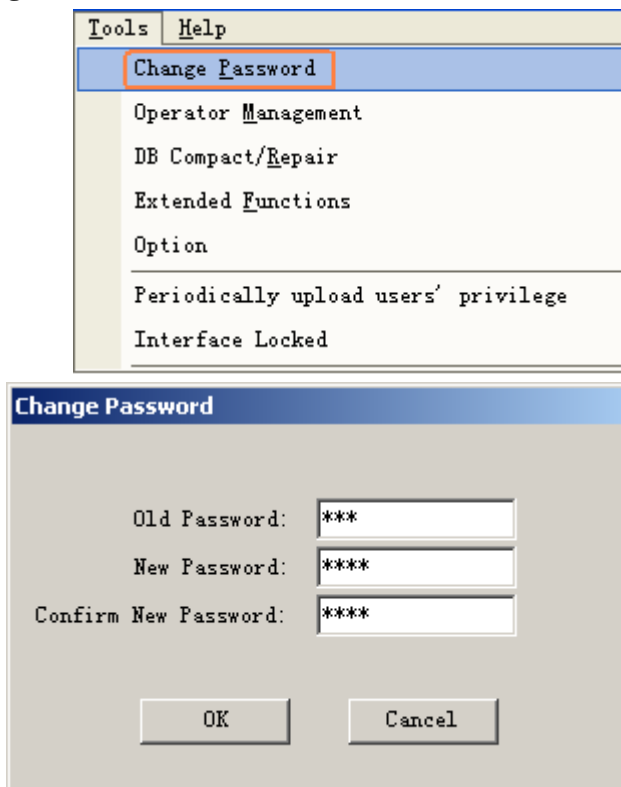 Tools Help
Change Password
Operator Management
DB Compact/Repair
Extended Functions
Option
Periodically upload users' privilege
Interface Locked
Change Password
Old Password: ***
New Password: ****
Confirm New Password: ****
OK Cancel